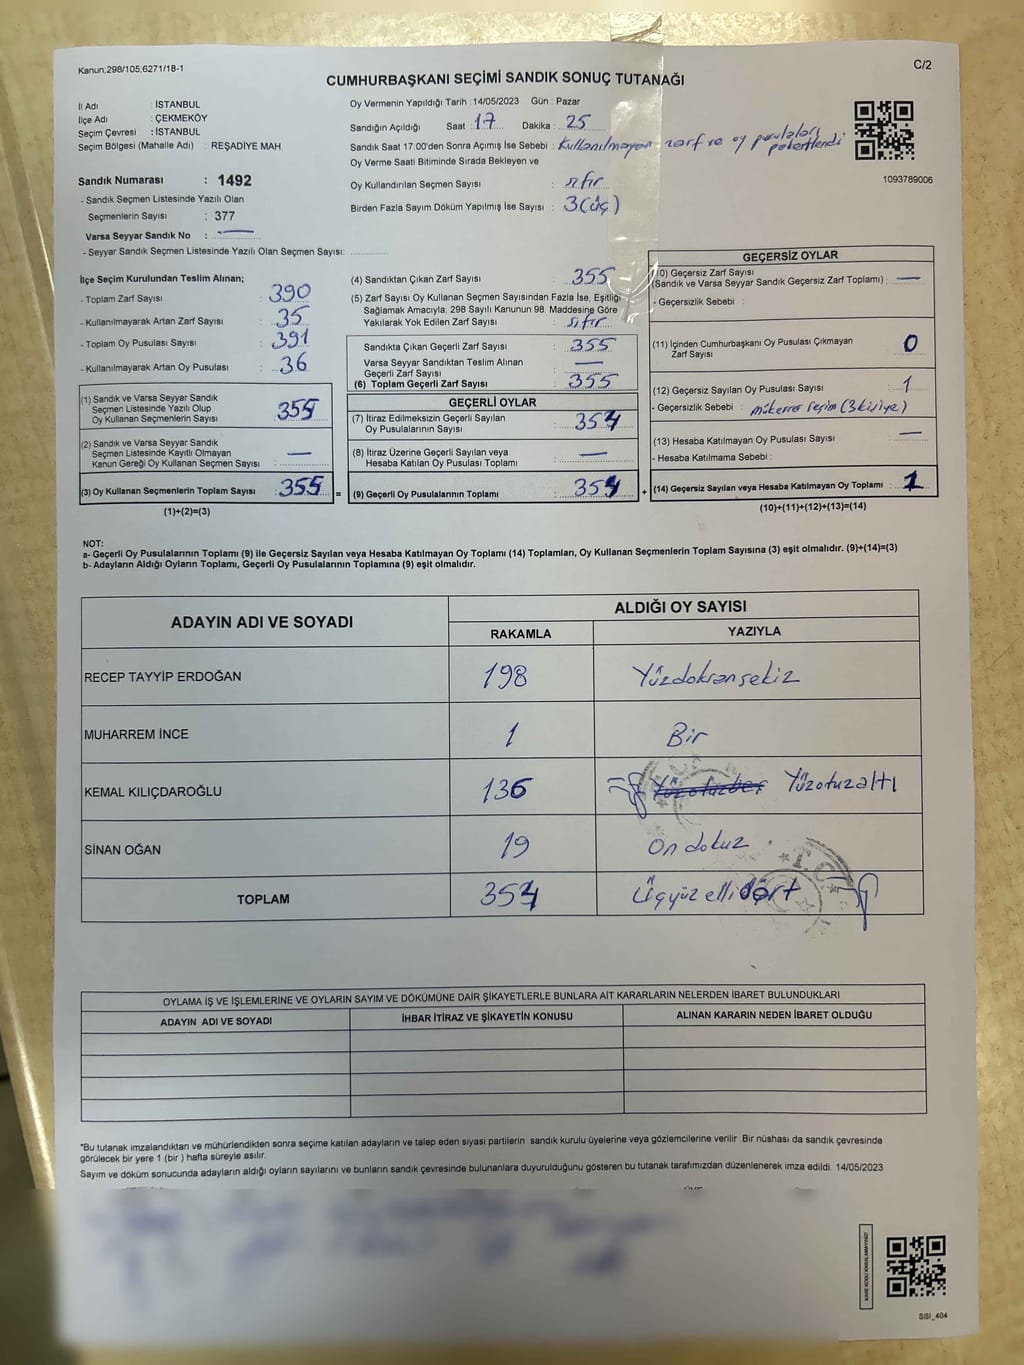 Kanun;298/105,6271/18-1
C/2
CUMHURBAŞKANI SEÇİMİ SANDIK SONUÇ TUTANAĞI
İl Adı : İSTANBUL
İlçe Adı : ÇEKMEKÖY
Seçim Çevresi : İSTANBUL
Seçim Bölgesi (Mahalle Adı) : REŞADİYE MAH.
Sandık Numarası : 1492
- Sandık Seçmen Listesinde Yazılı Olan
Seçmenlerin Sayısı : 377
Varsa Seyyar Sandık No : —
- Seyyar Sandık Seçmen Listesinde Yazılı Olan Seçmen Sayısı:
Oy Vermenin Yapıldığı Tarih : 14/05/2023 Gün : Pazar
Sandığın Açıldığı Saat : 17 Dakika : 25
Sandık Saat 17:00'den Sonra Açımış İse Sebebi : Kullanılmayan zarf ve oy pusulaları paketlendi
Oy Verme Saati Bitiminde Sırada Bekleyen ve
Oy Kullandırılan Seçmen Sayısı : sıfır
Birden Fazla Sayım Döküm Yapılmış İse Sayısı : 3 (üç)
1093789006
İlçe Seçim Kurulundan Teslim Alınan;
- Toplam Zarf Sayısı : 390
- Kullanılmayarak Artan Zarf Sayısı : 35
- Toplam Oy Pusulası Sayısı : 391
- Kullanılmayarak Artan Oy Pusulası : 36
(1) Sandık ve Varsa Seyyar Sandık
Seçmen Listesinde Yazılı Olup
Oy Kullanan Seçmenlerin Sayısı : 355
(2) Sandık ve Varsa Seyyar Sandık
Seçmen Listesinde Kayıtlı Olmayan
Kanun Gereği Oy Kullanan Seçmen Sayısı : —
(3) Oy Kullanan Seçmenlerin Toplam Sayısı : 355 =
(1)+(2)=(3)
(4) Sandıktan Çıkan Zarf Sayısı : 355
(5) Zarf Sayısı Oy Kullanan Seçmen Sayısından Fazla İse, Eşitliği
Sağlamak Amacıyla, 298 Sayılı Kanunun 98. Maddesine Göre
Yakılarak Yok Edilen Zarf Sayısı : sıfır
Sandıkta Çıkan Geçerli Zarf Sayısı : 355
Varsa Seyyar Sandıktan Teslim Alınan
Geçerli Zarf Sayısı : —
(6) Toplam Geçerli Zarf Sayısı : 355
GEÇERLİ OYLAR
(7) İtiraz Edilmeksizin Geçerli Sayılan
Oy Pusulalarının Sayısı : 354
(8) İtiraz Üzerine Geçerli Sayılan veya
Hesaba Katılan Oy Pusulası Toplamı : —
(9) Geçerli Oy Pusulalarının Toplamı : 354 +
GEÇERSİZ OYLAR
0) Geçersiz Zarf Sayısı
(Sandık ve Varsa Seyyar Sandık Geçersiz Zarf Toplamı) : —
- Geçersizlik Sebebi :
(11) İçinden Cumhurbaşkanı Oy Pusulası Çıkmayan
Zarf Sayısı : 0
(12) Geçersiz Sayılan Oy Pusulası Sayısı : 1
- Geçersizlik Sebebi : mükerrer seçim (3 kişiye)
(13) Hesaba Katılmayan Oy Pusulası Sayısı : —
- Hesaba Katılmama Sebebi :
(14) Geçersiz Sayılan veya Hesaba Katılmayan Oy Toplamı : 1
(10)+(11)+(12)+(13)=(14)
NOT:
a- Geçerli Oy Pusulalarının Toplamı (9) ile Geçersiz Sayılan veya Hesaba Katılmayan Oy Toplamı (14) Toplamları, Oy Kullanan Seçmenlerin Toplam Sayısına (3) eşit olmalıdır. (9)+(14)=(3)
b- Adayların Aldığı Oyların Toplamı, Geçerli Oy Pusulalarının Toplamına (9) eşit olmalıdır.
ADAYIN ADI VE SOYADI
ALDIĞI OY SAYISI
RAKAMLA YAZIYLA
RECEP TAYYİP ERDOĞAN 198 Yüzdoksansekiz
MUHARREM İNCE 1 Bir
KEMAL KILIÇDAROĞLU 136 Yüzotuzbeş Yüzotuzaltı
SİNAN OĞAN 19 On dokuz
TOPLAM 354 Üçyüz ellidört
T.C.
OYLAMA İŞ VE İŞLEMLERİNE VE OYLARIN SAYIM VE DÖKÜMÜNE DAİR ŞİKAYETLERLE BUNLARA AİT KARARLARIN NELERDEN İBARET BULUNDUKLARI
ADAYIN ADI VE SOYADI İHBAR İTİRAZ VE ŞİKAYETİN KONUSU ALINAN KARARIN NEDEN İBARET OLDUĞU
*Bu tutanak imzalandıktan ve mühürlendikten sonra seçime katılan adayların ve talep eden siyasi partilerin sandık kurulu üyelerine veya gözlemcilerine verilir. Bir nüshası da sandık çevresinde
görülecek bir yere 1 (bir ) hafta süreyle asılır.
Sayım ve döküm sonucunda adayların aldığı oyların sayılarını ve bunların sandık çevresinde bulunanlara duyurulduğunu gösteren bu tutanak tarafımızdan düzenlenerek imza edildi. 14/05/2023
SSI_404